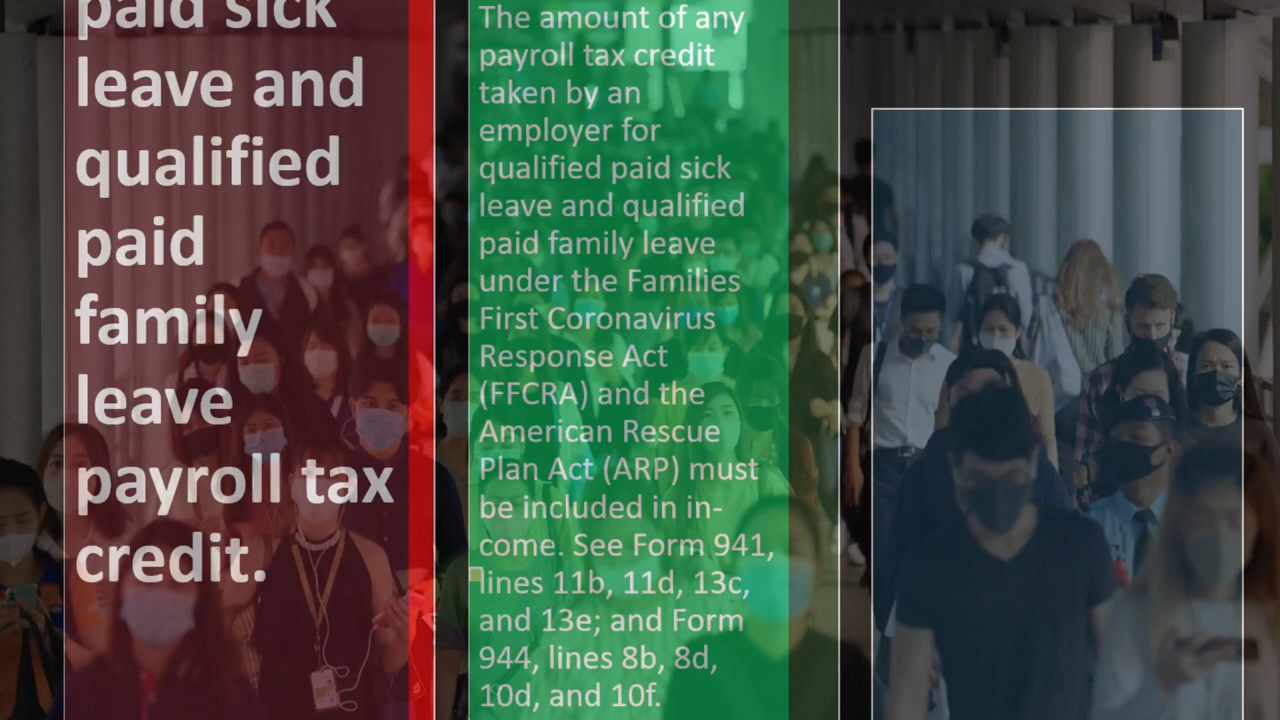 paid sick
leave and
qualified
paid
family
leave
payroll tax
credit.
The amount of any
payroll tax credit
taken by an
employer for
qualified paid sick
leave and qualified
paid family leave
under the Families
First Coronavirus
Response Act
(FFCRA) and the
American Rescue
Plan Act (ARP) must
be included in in-
come. See Form 941,
lines 11b, 11d, 13c,
and 13e; and Form
944, lines 8b, 8d,
10d, and 10f.